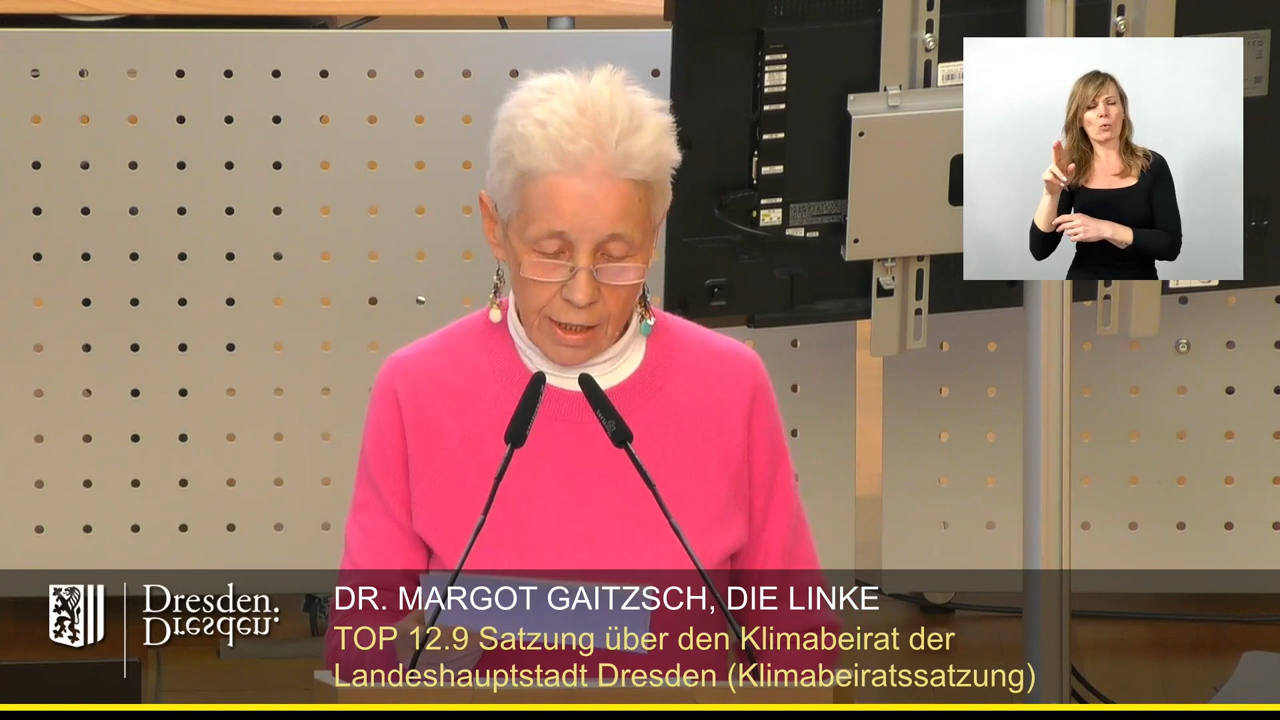 Dresden.
Dresden.
DR. MARGOT GAITZSCH, DIE LINKE
TOP 12.9 Satzung über den Klimabeirat der
Landeshauptstadt Dresden (Klimabeiratssatzung)